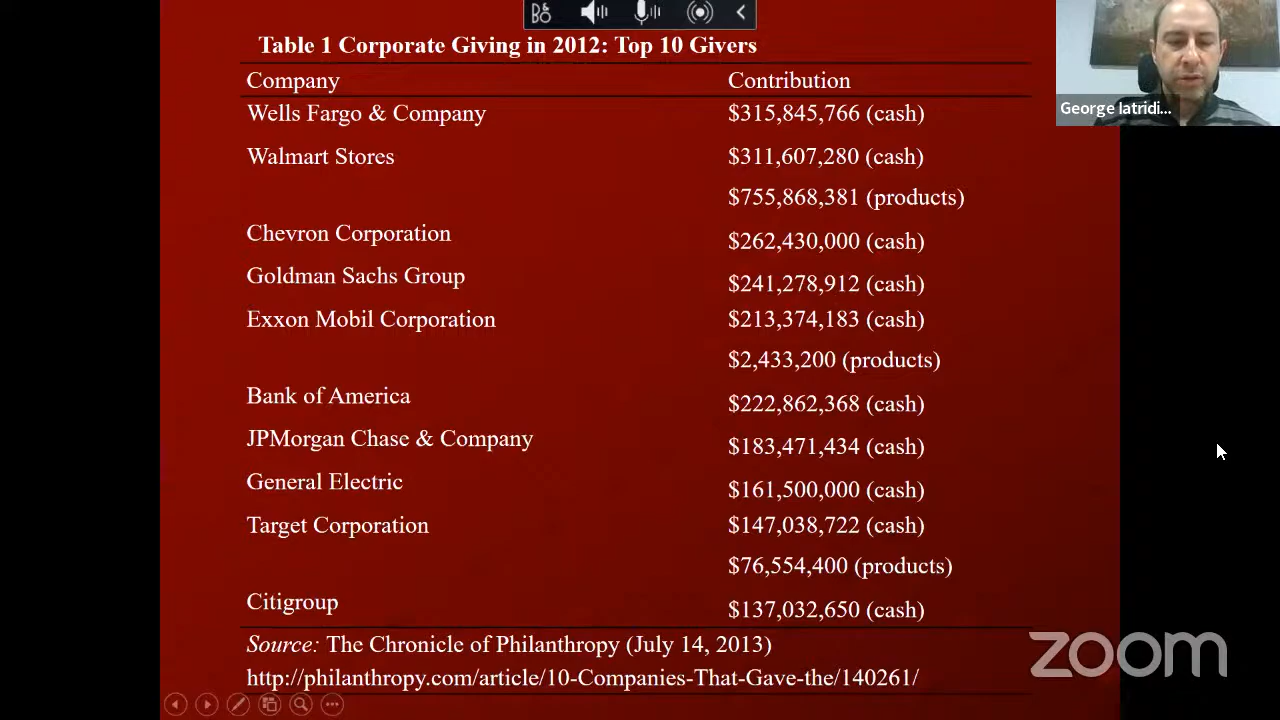 Table 1 Corporate Giving in 2012: Top 10 Givers
Company Contribution
Wells Fargo & Company $315,845,766 (cash)
Walmart Stores $311,607,280 (cash)
$755,868,381 (products)
Chevron Corporation $262,430,000 (cash)
Goldman Sachs Group $241,278,912 (cash)
Exxon Mobil Corporation $213,374,183 (cash)
$2,433,200 (products)
Bank of America $222,862,368 (cash)
JPMorgan Chase & Company $183,471,434 (cash)
General Electric $161,500,000 (cash)
Target Corporation $147,038,722 (cash)
$76,554,400 (products)
Citigroup $137,032,650 (cash)
Source: The Chronicle of Philanthropy (July 14, 2013)
http://philanthropy.com/article/10-Companies-That-Gave-the/140261/
George Iatridi...
zoom